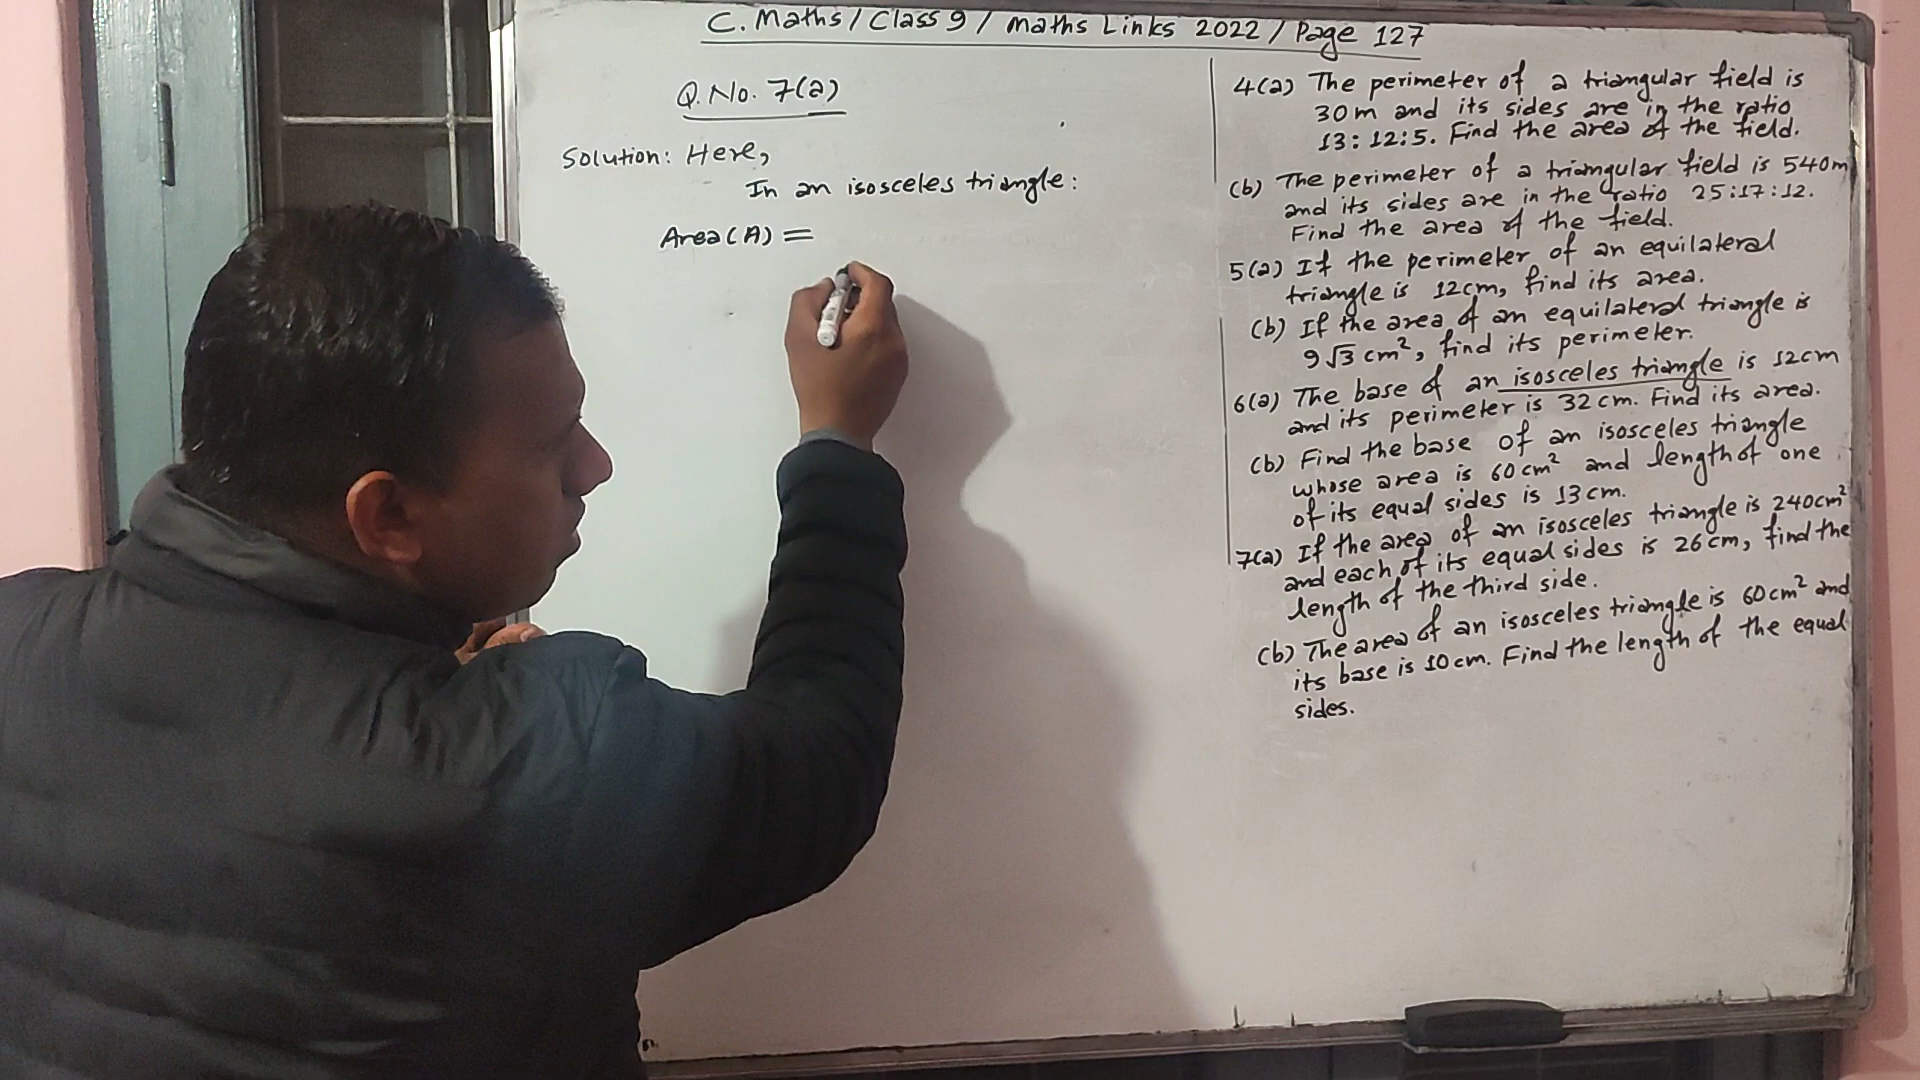 C. Maths / Class 9 / Maths Links 2022 / Page 127
Q. No. 7(a)
Solution: Here,
In an isosceles triangle:
Area (A) =
4(a) The perimeter of a triangular field is
30m and its sides are in the ratio
13:12:5. Find the area of the field.
(b) The perimeter of a triangular field is 540m
and its sides are in the ratio 25:17:12.
Find the area of the field.
5(a) If the perimeter of an equilateral
triangle is 12cm, find its area.
(b) If the area of an equilateral triangle is
9√3 cm², find its perimeter.
6(a) The base of an isosceles triangle is 12cm
and its perimeter is 32cm. Find its area.
(b) Find the base of an isosceles triangle
whose area is 60cm² and length of one
of its equal sides is 13cm.
7(a) If the area of an isosceles triangle is 240cm²
and each of its equal sides is 26cm, find the
length of the third side.
(b) The area of an isosceles triangle is 60cm² and
its base is 10cm. Find the length of the equal
sides.